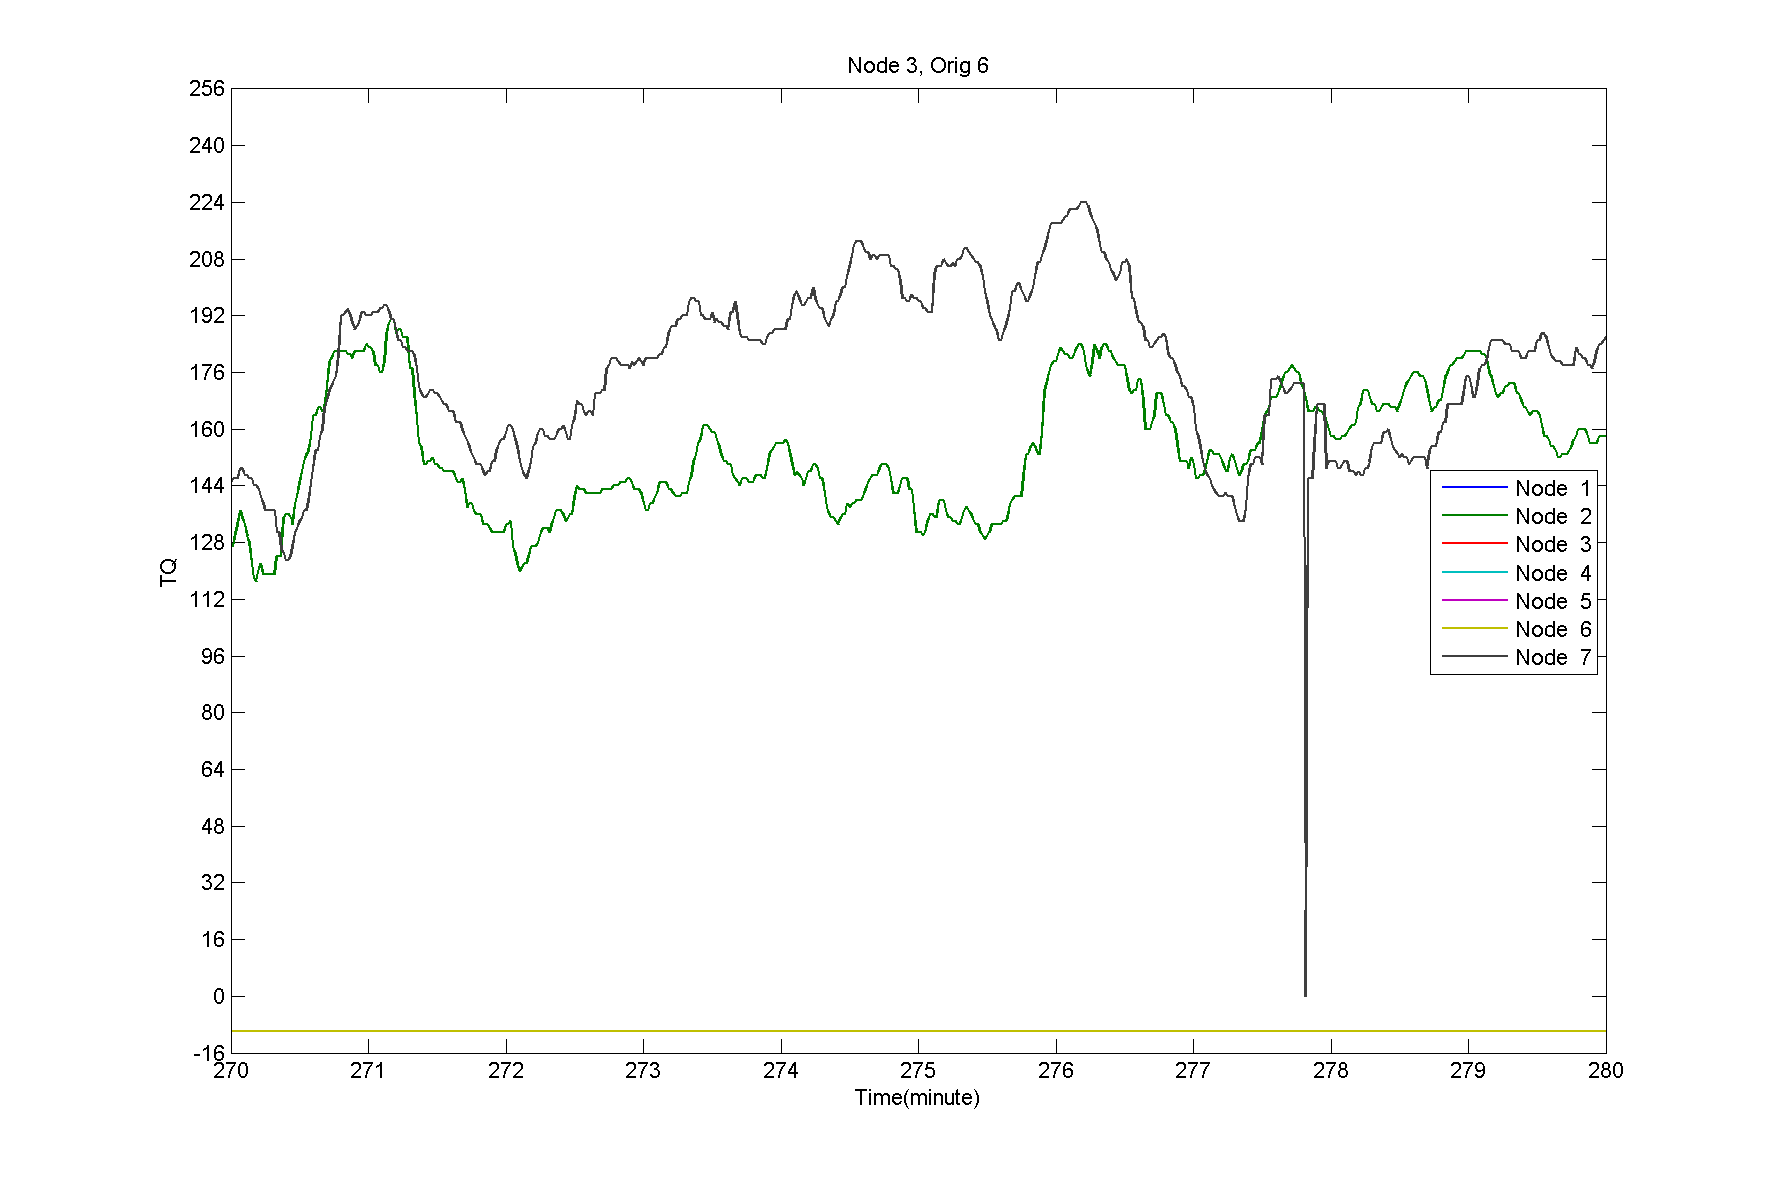 Node 3, Orig 6
256
240
224
208
192
176
160
144
128
112
96
80
64
48
32
16
0
-16
TQ
Node 1
Node 2
Node 3
Node 4
Node 5
Node 6
Node 7
270 271 272 273 274 275 276 277 278 279 280
Time(minute)